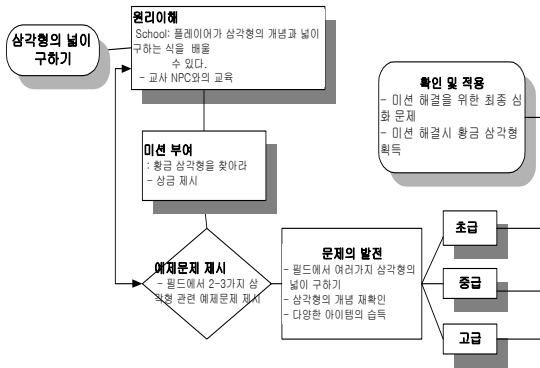 삼각형의 넓이
구하기
원리이해
School: 플레이어가 삼각형의 개념과 넓이
구하는 식을 배울
수 있다.
- 교사 NPC와의 교육
미션 부여
: 황금 삼각형을 찾아라
- 상금 제시
예제문제 제시
- 필드에서 2-3가지 삼
각형 관련 예제문제 제시
문제의 발전
- 필드에서 여러가지 삼각형의
넓이 구하기
- 삼각형의 개념 재확인
- 다양한 아이템의 습득
확인 및 적용
- 미션 해결을 위한 최종 심
화 문제
- 미션 해결시 황금 삼각형
획득
초급
중급
고급